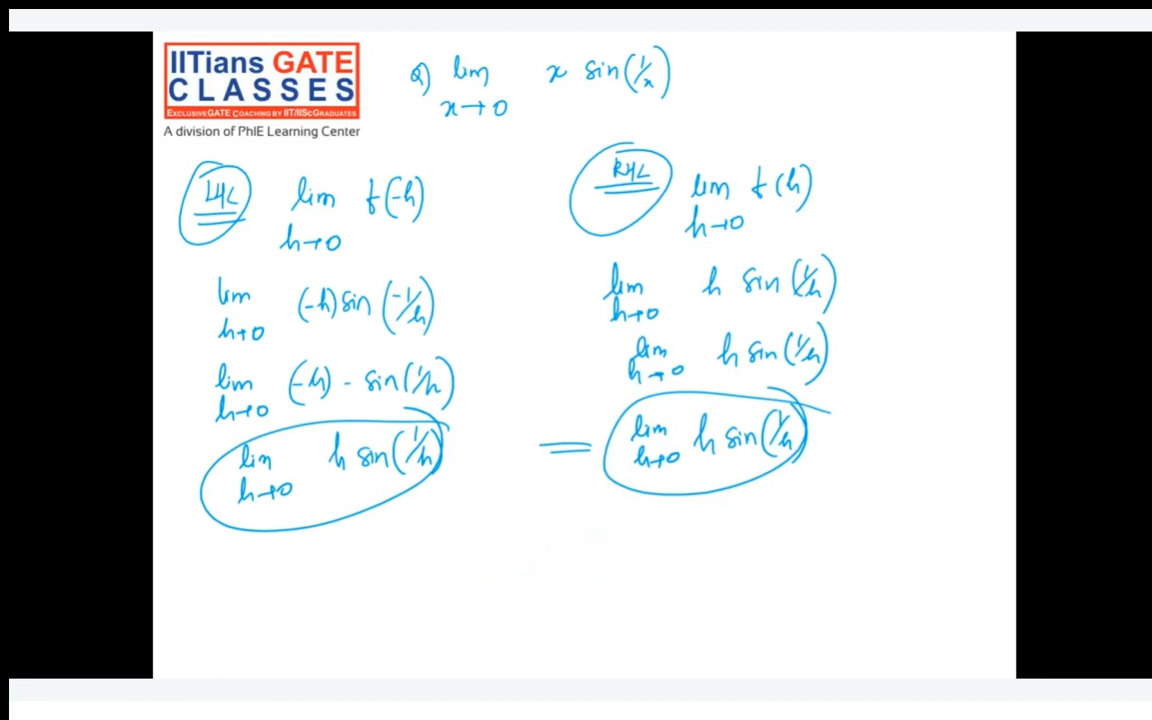 IITians GATE
CLASSES
EXCLUSIVE GATE COACHING BY IIT/IISc GRADUATES
A division of PhIE Learning Center
Q) lim x→0 x sin(1/x)
LHL lim h→0 f(-h)
lim h→0 (-h) sin(-1/h)
lim h→0 (-h) - sin(1/h)
lim h→0 h sin(1/h)
RHL lim h→0 f(h)
lim h→0 h sin(1/h)
lim h→0 h sin(1/h)
= lim h→0 h sin(1/h)